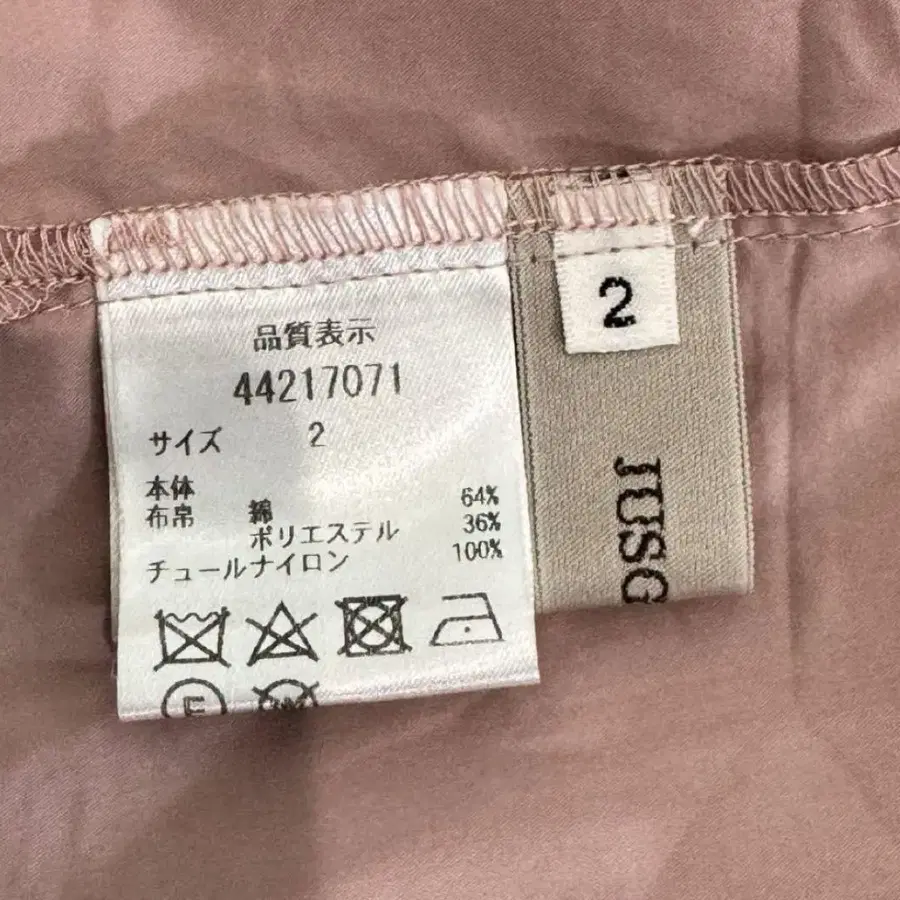 品質表示
44217071
サイズ 2
本体
布帛 綿 64%
ポリエステル 36%
チュールナイロン 100%
2